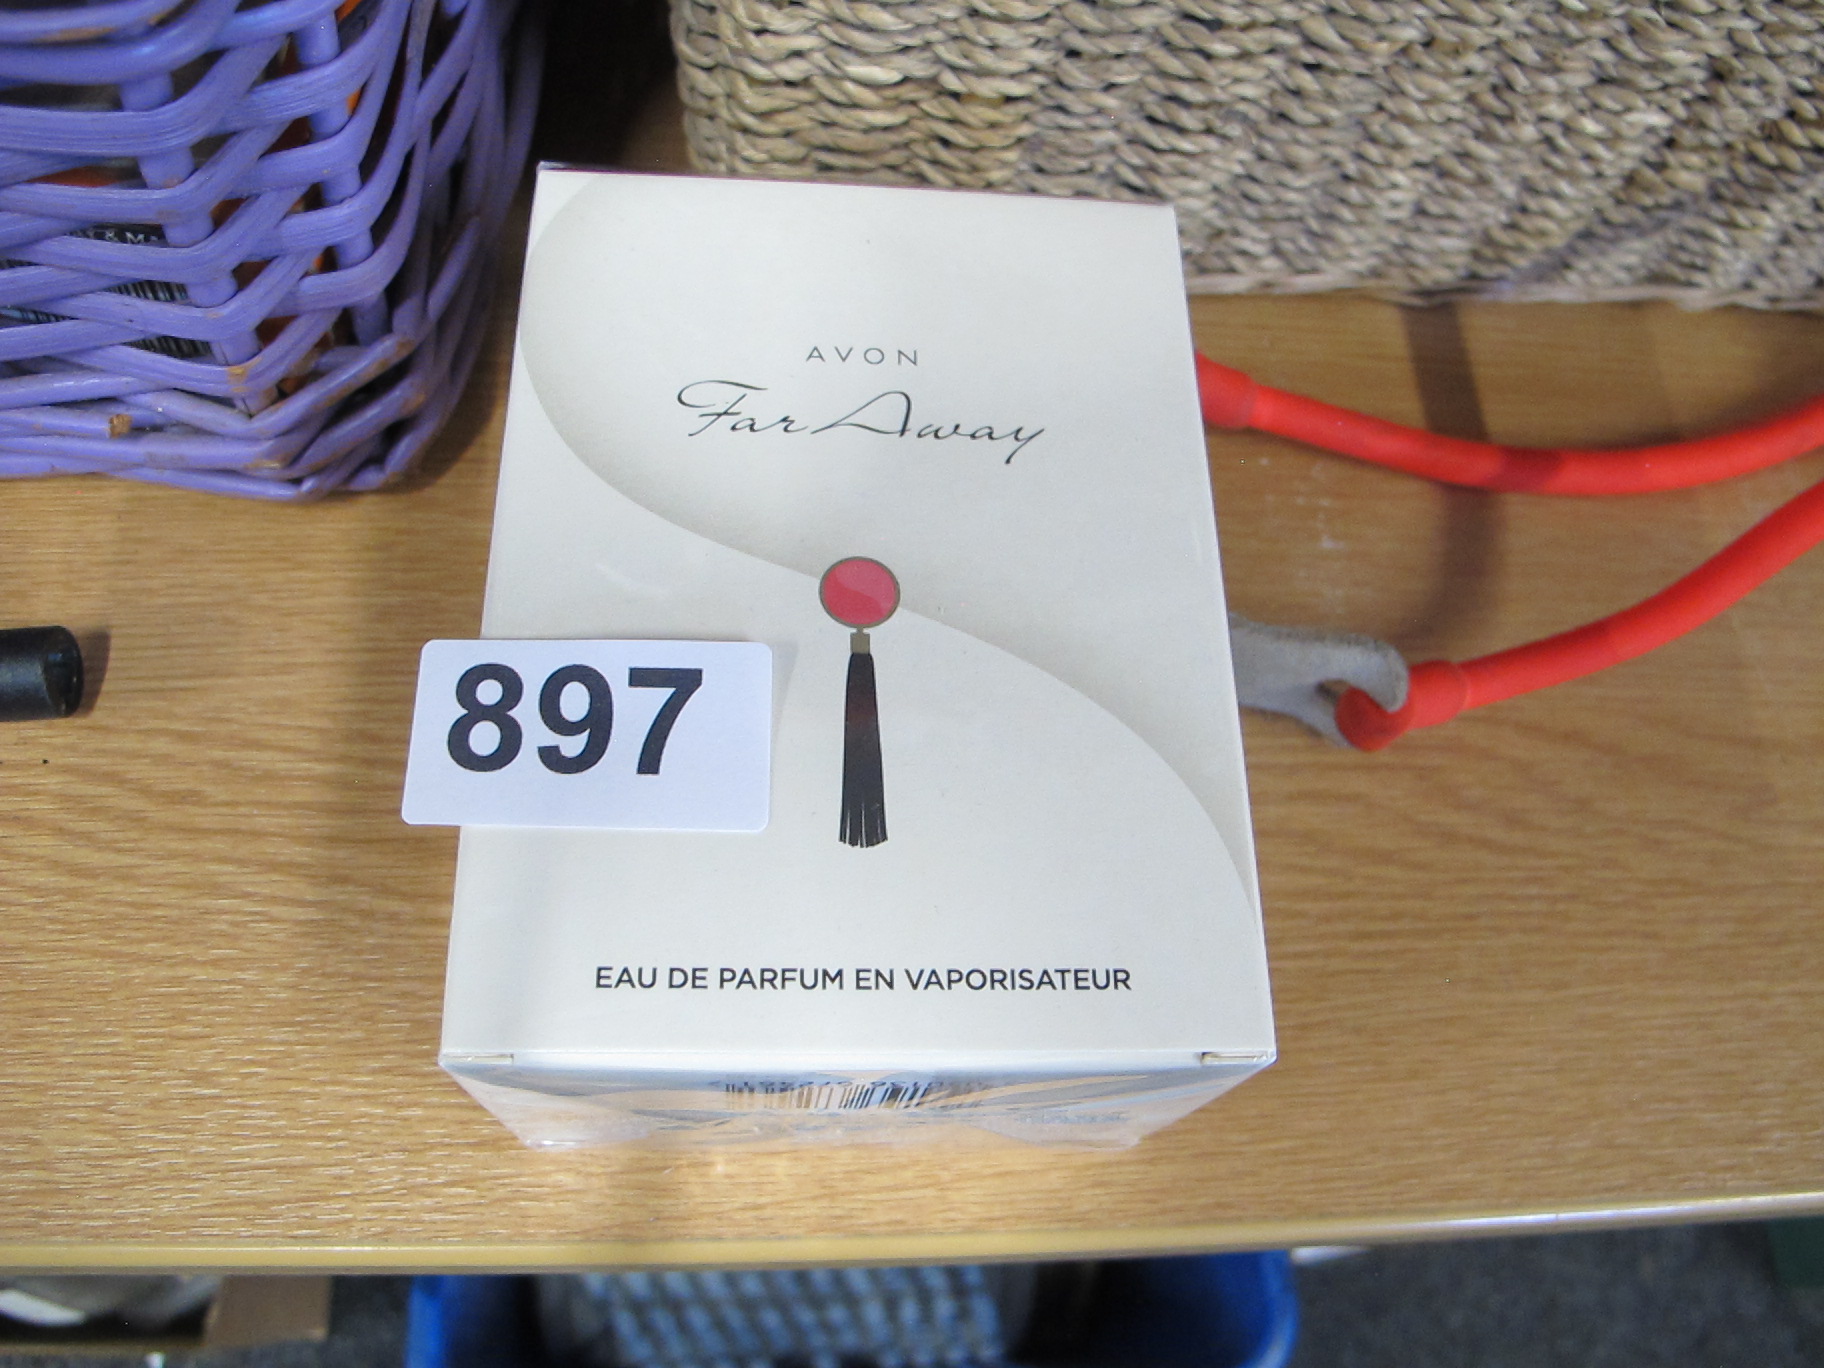 AVON
Far Away
897
EAU DE PARFUM EN VAPORISATEUR